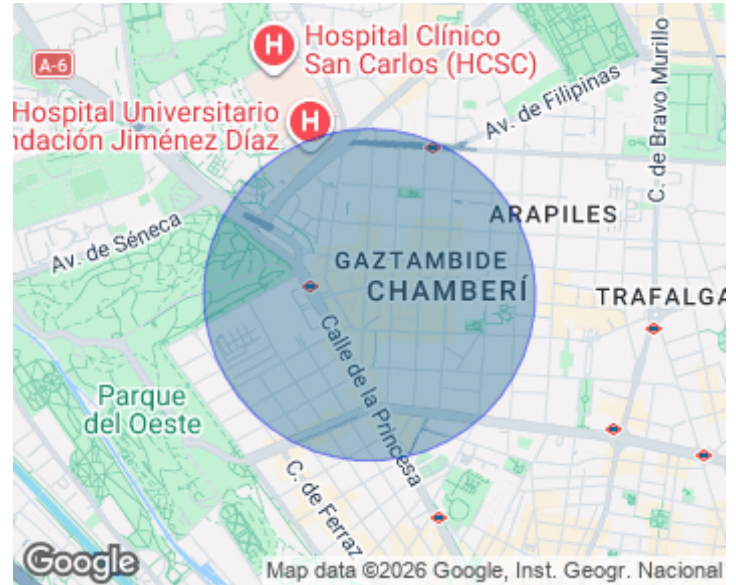 A-6
Hospital Clínico
San Carlos (HCSC)
Hospital Universitario
ndación Jiménez Díaz
Av. de Filipinas
C. de Bravo Murillo
ARAPILES
Av. de Séneca
GAZTAMBIDE
CHAMBERÍ
TRAFALGA
Calle de la Princesa
Parque
del Oeste
C. de Ferraz
Google
Map data ©2026 Google, Inst. Geogr. Nacional